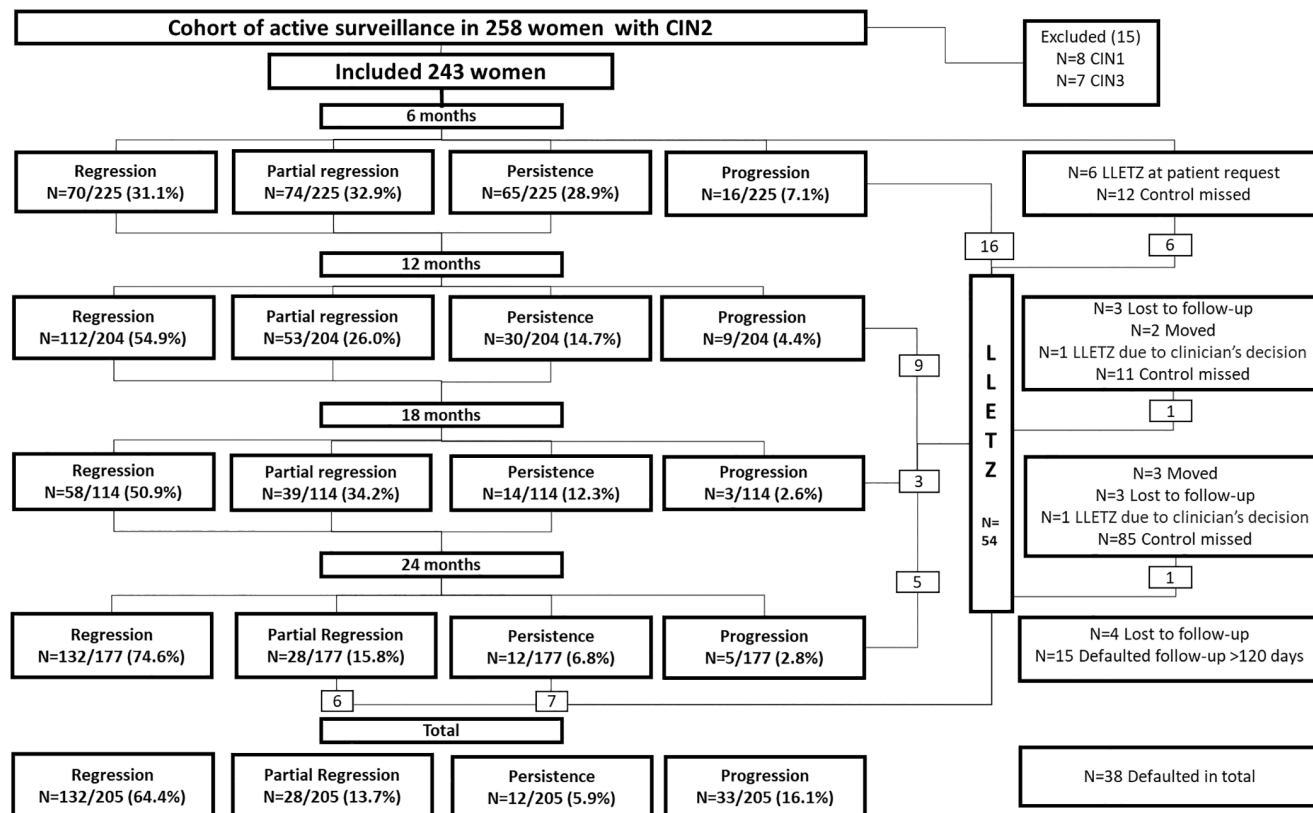 Cohort of active surveillance in 258 women with CIN2
Excluded (15)
N=8 CIN1
N=7 CIN3
Included 243 women
6 months
Regression
N=70/225 (31.1%)
Partial regression
N=74/225 (32.9%)
Persistence
N=65/225 (28.9%)
Progression
N=16/225 (7.1%)
N=6 LLETZ at patient request
N=12 Control missed
16
6
12 months
Regression
N=112/204 (54.9%)
Partial regression
N=53/204 (26.0%)
Persistence
N=30/204 (14.7%)
Progression
N=9/204 (4.4%)
9
L
L
E
T
Z
N=
54
N=3 Lost to follow-up
N=2 Moved
N=1 LLETZ due to clinician's decision
N=11 Control missed
1
18 months
Regression
N=58/114 (50.9%)
Partial regression
N=39/114 (34.2%)
Persistence
N=14/114 (12.3%)
Progression
N=3/114 (2.6%)
3
N=3 Moved
N=3 Lost to follow-up
N=1 LLETZ due to clinician's decision
N=85 Control missed
1
24 months
5
Regression
N=132/177 (74.6%)
Partial Regression
N=28/177 (15.8%)
Persistence
N=12/177 (6.8%)
Progression
N=5/177 (2.8%)
N=4 Lost to follow-up
N=15 Defaulted follow-up >120 days
6
7
Total
Regression
N=132/205 (64.4%)
Partial Regression
N=28/205 (13.7%)
Persistence
N=12/205 (5.9%)
Progression
N=33/205 (16.1%)
N=38 Defaulted in total